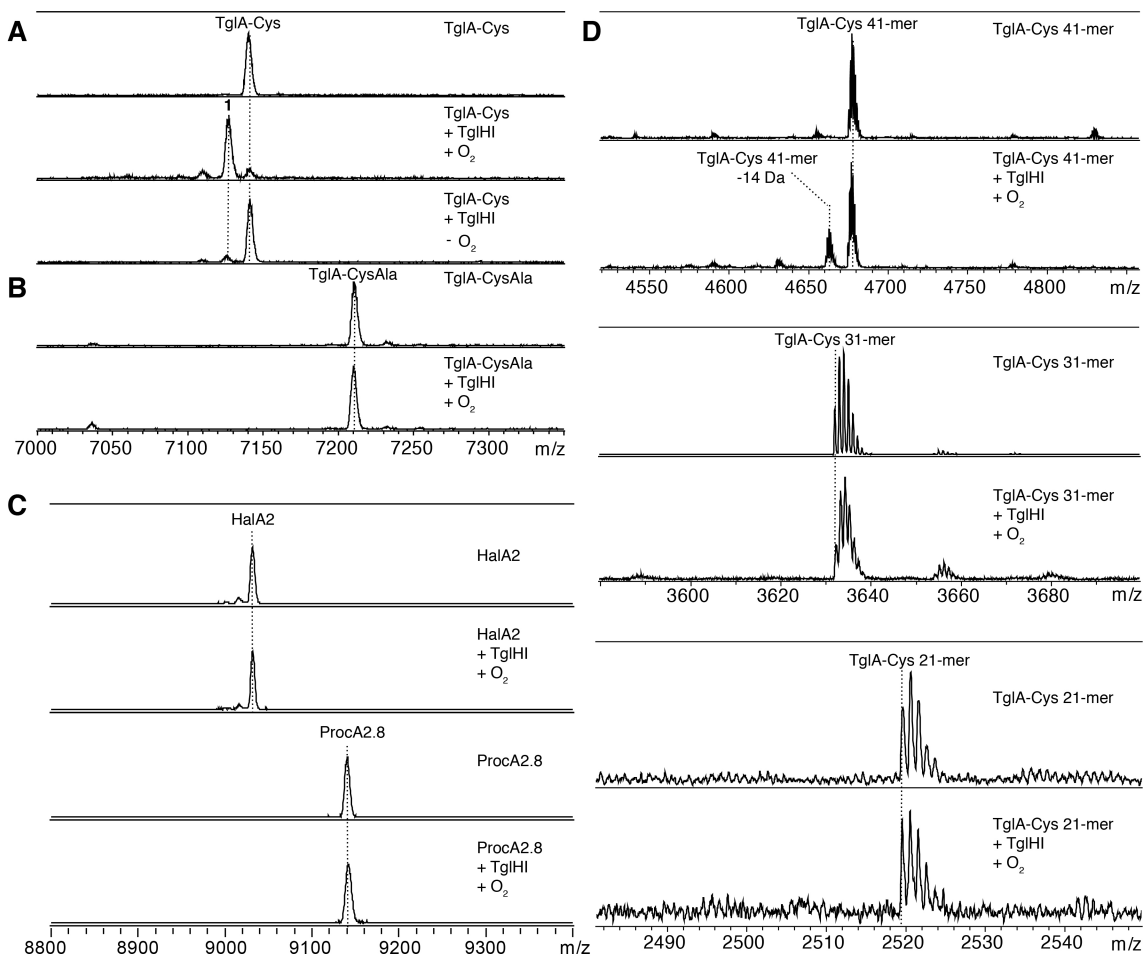 A
TglA-Cys
TglA-Cys
1
TglA-Cys
+ TglHI
+ O2
TglA-Cys
+ TglHI
- O2
B
TglA-CysAla
TglA-CysAla
TglA-CysAla
+ TglHI
+ O2
7000 7050 7100 7150 7200 7250 7300 m/z
C
HalA2
HalA2
HalA2
+ TglHI
+ O2
ProcA2.8
ProcA2.8
ProcA2.8
+ TglHI
+ O2
8800 8900 9000 9100 9200 9300 m/z
D
TglA-Cys 41-mer
TglA-Cys 41-mer
TglA-Cys 41-mer
-14 Da
TglA-Cys 41-mer
+ TglHI
+ O2
4550 4600 4650 4700 4750 4800 m/z
TglA-Cys 31-mer
TglA-Cys 31-mer
TglA-Cys 31-mer
+ TglHI
+ O2
3600 3620 3640 3660 3680 m/z
TglA-Cys 21-mer
TglA-Cys 21-mer
TglA-Cys 21-mer
+ TglHI
+ O2
2490 2500 2510 2520 2530 2540 m/z